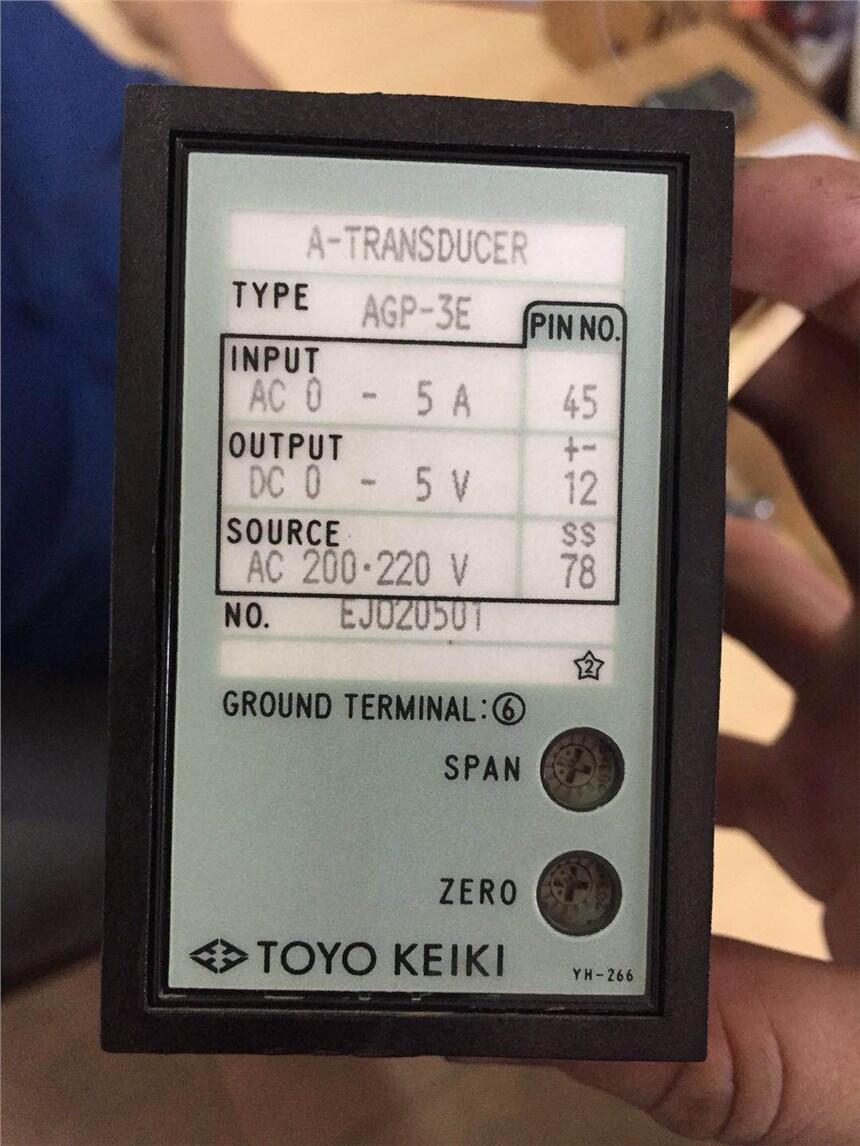 A-TRANSDUCER
TYPE AGP-3E
PIN NO.
INPUT
AC 0 - 5 A 45
OUTPUT +-
DC 0 - 5 V 12
SOURCE SS
AC 200·220 V 78
NO. EJ020501
2
GROUND TERMINAL:⑥
SPAN
ZERO
TOYO KEIKI
YH-266